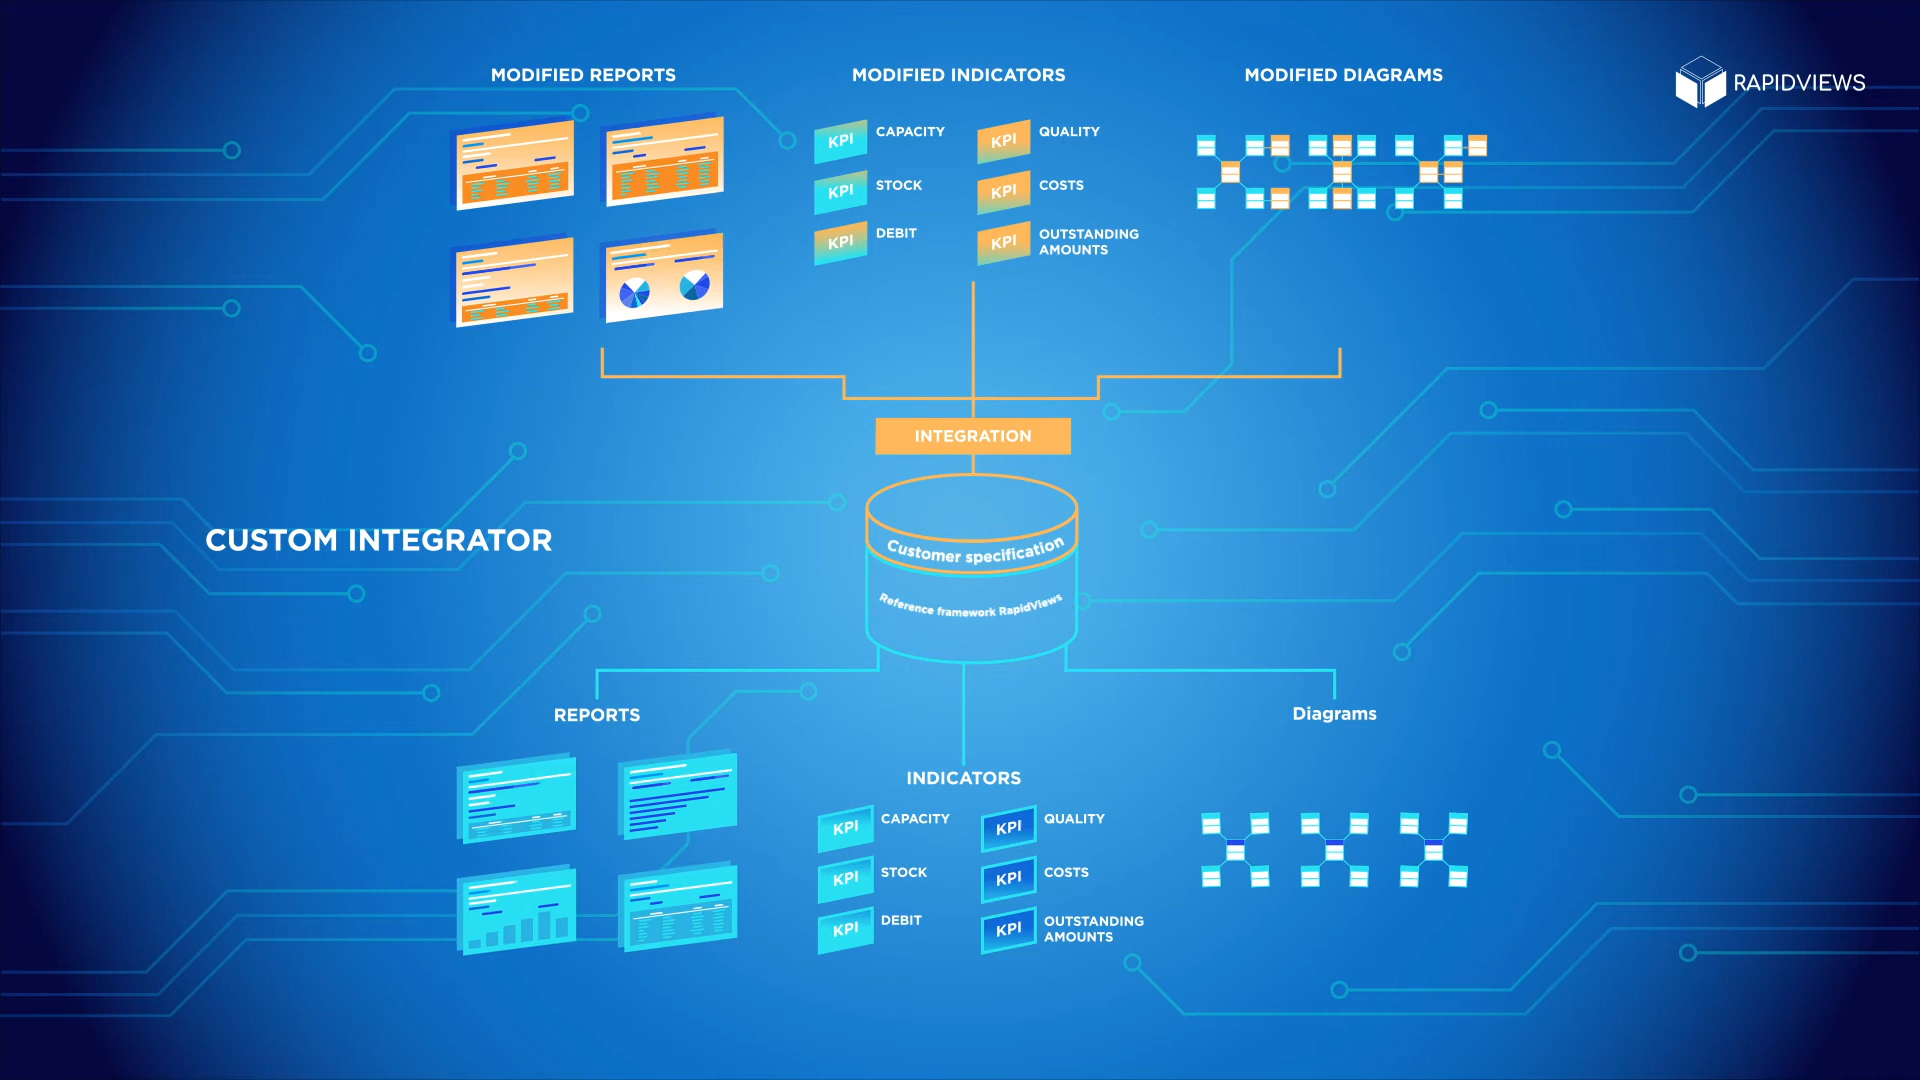 MODIFIED REPORTS
MODIFIED INDICATORS
MODIFIED DIAGRAMS
RAPIDVIEWS
KPI CAPACITY
KPI QUALITY
KPI STOCK
KPI COSTS
KPI DEBIT
KPI OUTSTANDING
AMOUNTS
INTEGRATION
CUSTOM INTEGRATOR
Customer specification
Reference framework RapidViews
REPORTS
Diagrams
INDICATORS
KPI CAPACITY
KPI QUALITY
KPI STOCK
KPI COSTS
KPI DEBIT
KPI OUTSTANDING
AMOUNTS